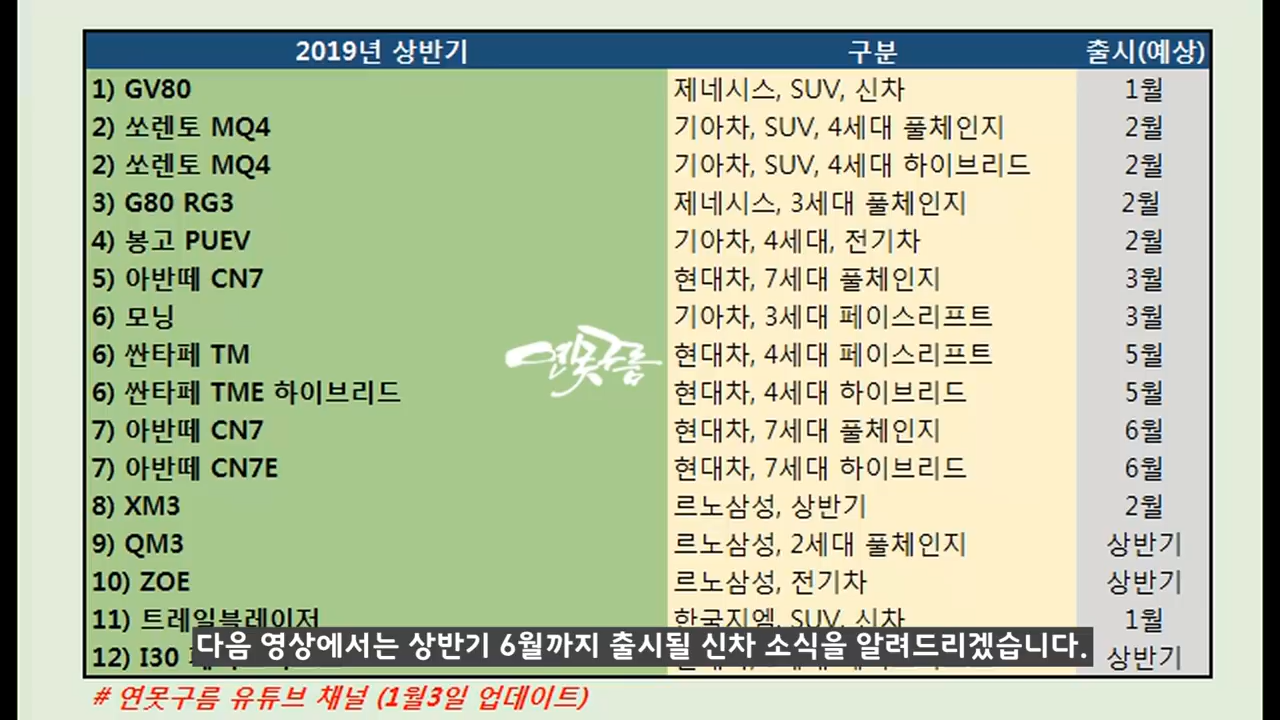 2019년 상반기 구분 출시(예상)
1) GV80 제네시스, SUV, 신차 1월
2) 쏘렌토 MQ4 기아차, SUV, 4세대 풀체인지 2월
2) 쏘렌토 MQ4 기아차, SUV, 4세대 하이브리드 2월
3) G80 RG3 제네시스, 3세대 풀체인지 2월
4) 봉고 PUEV 기아차, 4세대, 전기차 2월
5) 아반떼 CN7 현대차, 7세대 풀체인지 3월
6) 모닝 기아차, 3세대 페이스리프트 3월
6) 싼타페 TM 현대차, 4세대 페이스리프트 5월
연못구름
6) 싼타페 TME 하이브리드 현대차, 4세대 하이브리드 5월
7) 아반떼 CN7 현대차, 7세대 풀체인지 6월
7) 아반떼 CN7E 현대차, 7세대 하이브리드 6월
8) XM3 르노삼성, 상반기 2월
9) QM3 르노삼성, 2세대 풀체인지 상반기
10) ZOE 르노삼성, 전기차 상반기
11) 트레일블레이저 한국지엠, SUV, 신차 1월
다음 영상에서는 상반기 6월까지 출시될 신차 소식을 알려드리겠습니다.
12) I30 상반기
# 연못구름 유튜브 채널 (1월3일 업데이트)